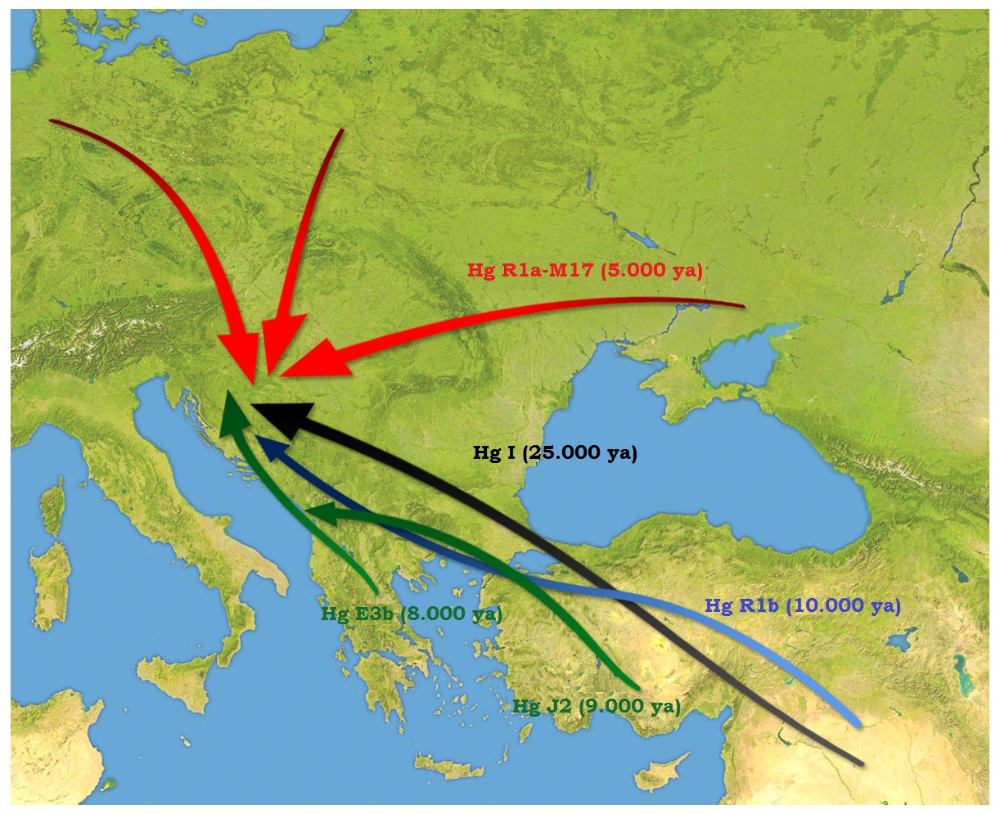 Hg R1a-M17 (5.000 ya)
Hg I (25.000 ya)
Hg R1b (10.000 ya)
Hg E3b (8.000 ya)
Hg J2 (9.000 ya)